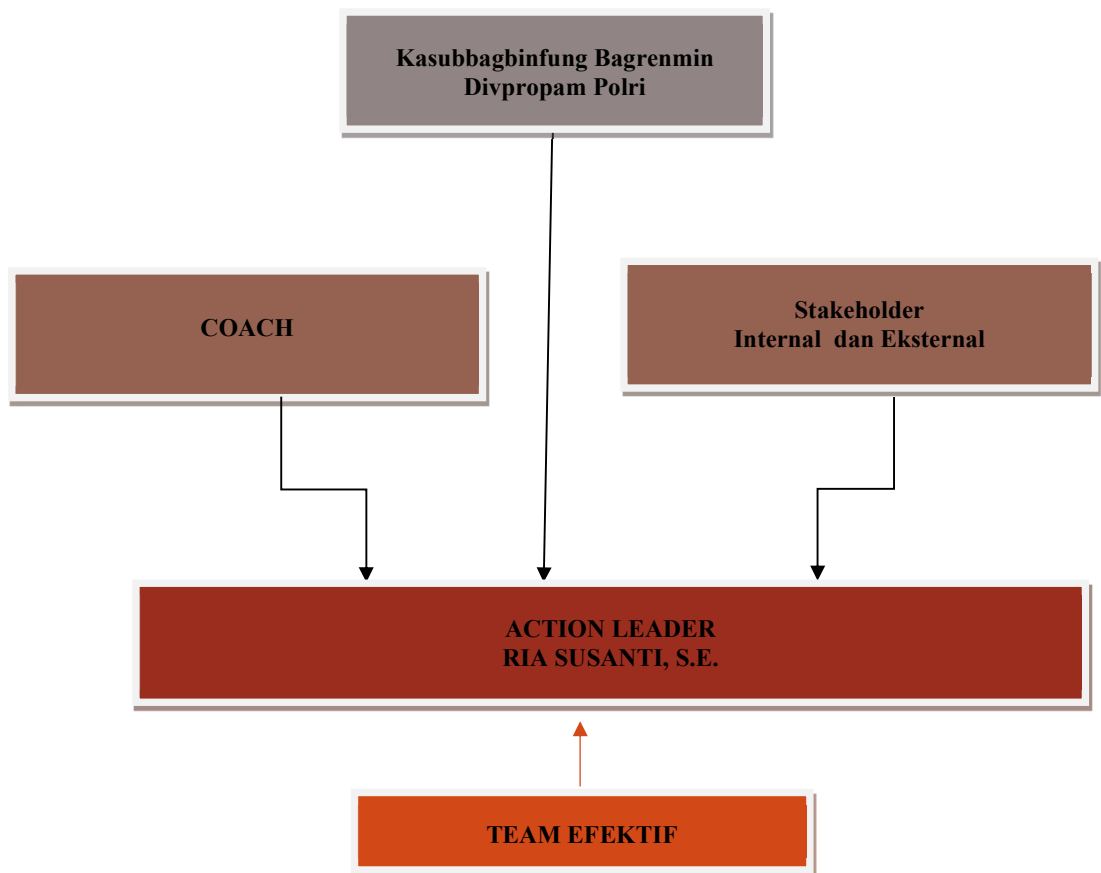 Kasubbagbinfung Bagrenmin
Divpropam Polri
COACH
Stakeholder
Internal dan Eksternal
ACTION LEADER
RIA SUSANTI, S.E.
TEAM EFEKTIF